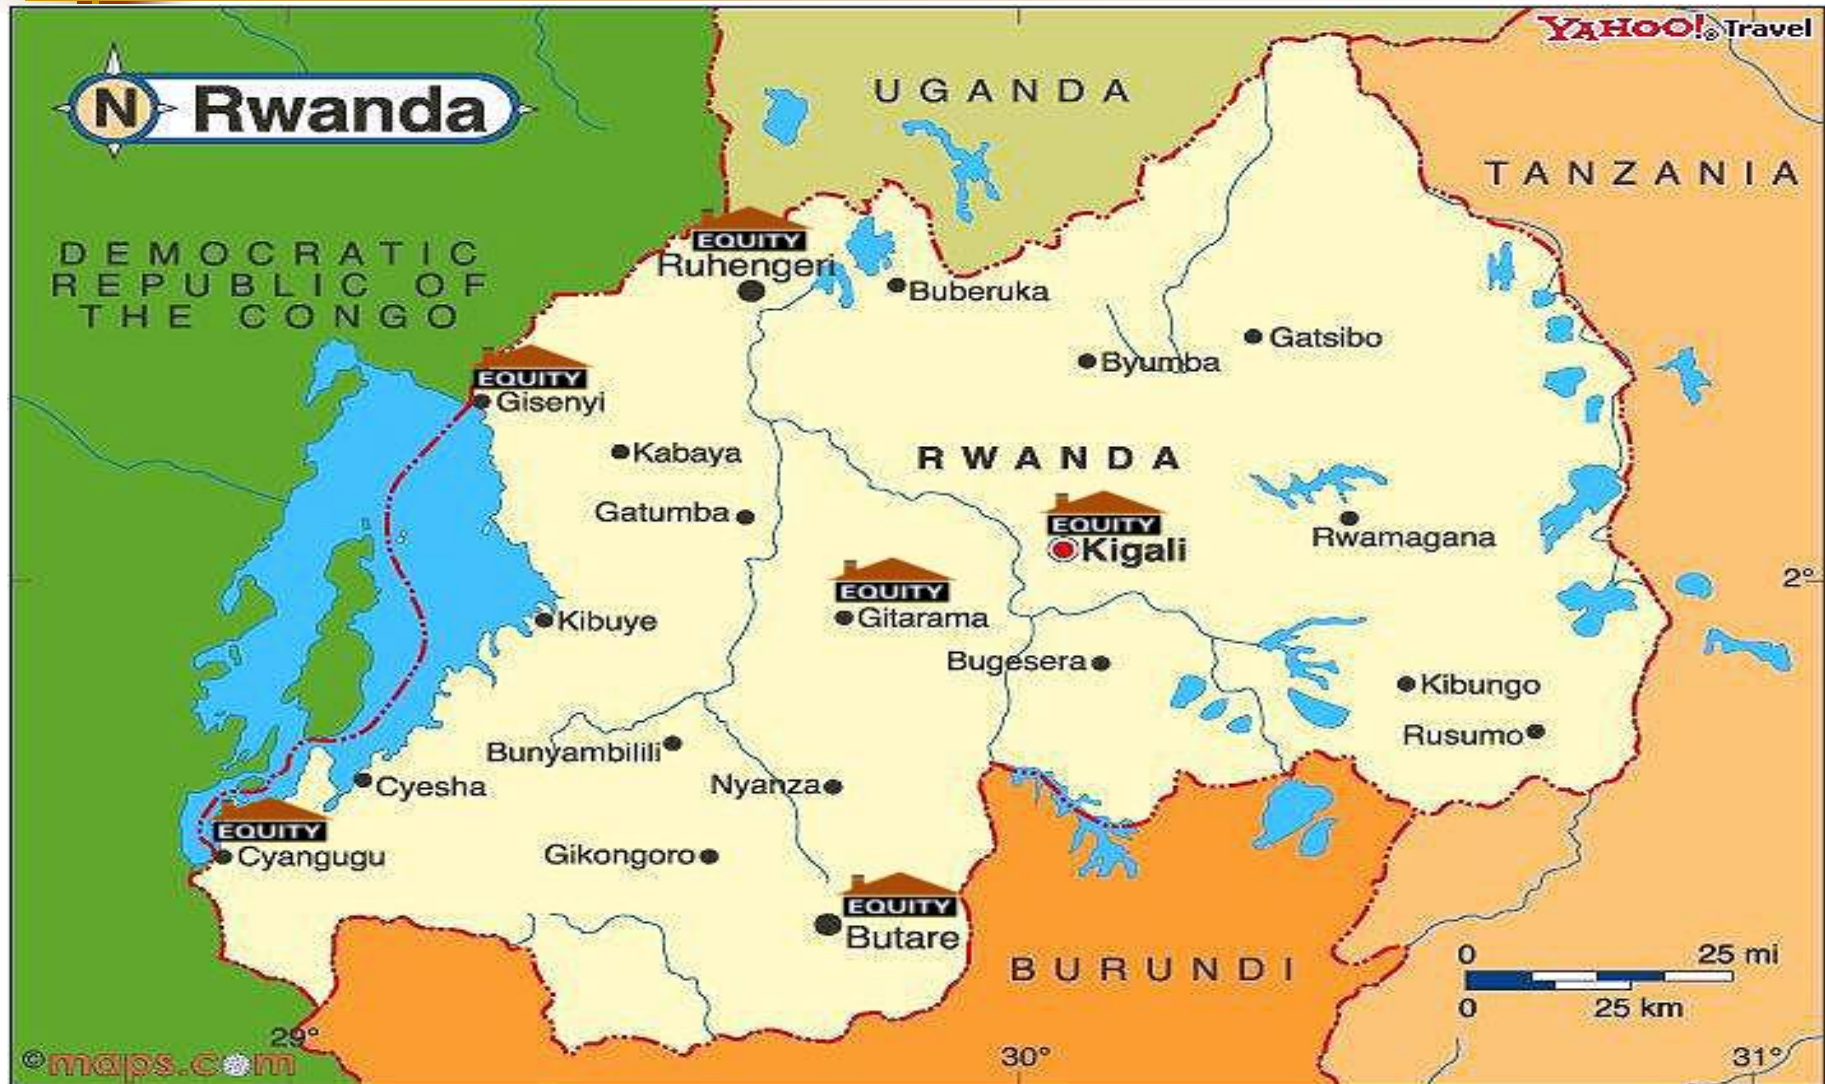 YAHOO!® Travel
N Rwanda
UGANDA
TANZANIA
DEMOCRATIC
REPUBLIC OF
THE CONGO
EQUITY
Ruhengeri
Buberuka
Gatsibo
Byumba
EQUITY
Gisenyi
Kabaya
RWANDA
Gatumba
EQUITY
Kigali
Rwamagana
2°
EQUITY
Gitarama
Kibuye
Bugesera
Kibungo
Rusumo
Bunyambilili
Nyanza
Cyesha
EQUITY
Cyangugu
Gikongoro
EQUITY
Butare
BURUNDI
0 25 mi
0 25 km
29°
30°
31°
©maps.com